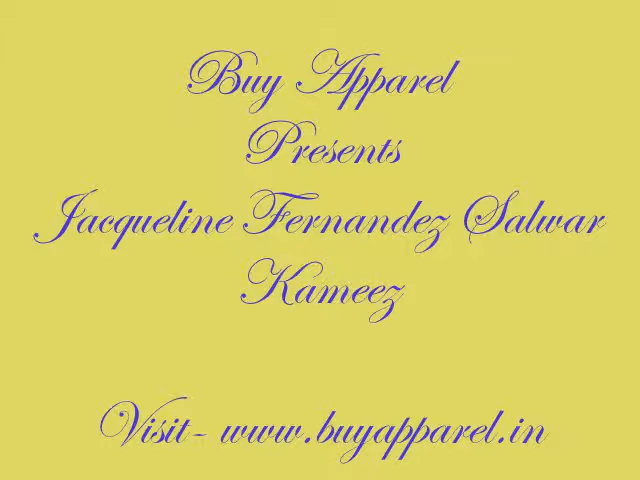 Buy Apparel
Presents
Jacqueline Fernandez Salwar
Kameez
Visit- www.buyapparel.in